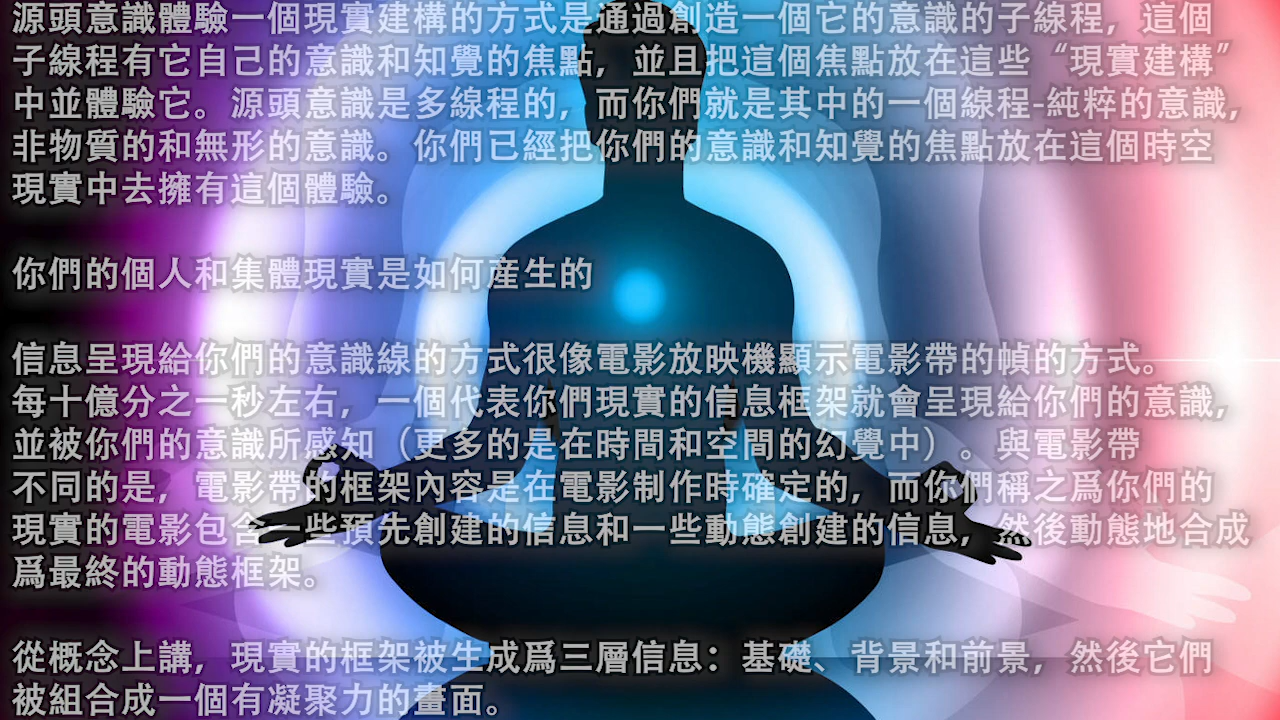 源頭意識體驗一個現實建構的方式是通過創造一個它的意識的子線程，這個
子線程有它自己的意識和知覺的焦點，並且把這個焦點放在這些“現實建構”
中並體驗它。源頭意識是多線程的，而你們就是其中的一個線程-純粹的意識，
非物質的和無形的意識。你們已經把你們的意識和知覺的焦點放在這個時空
現實中去擁有這個體驗。
你們的個人和集體現實是如何産生的
信息呈現給你們的意識線的方式很像電影放映機顯示電影帶的幀的方式。
每十億分之一秒左右，一個代表你們現實的信息框架就會呈現給你們的意識，
並被你們的意識所感知（更多的是在時間和空間的幻覺中）。與電影帶
不同的是，電影帶的框架內容是在電影制作時確定的，而你們稱之爲你們的
現實的電影包含一些預先創建的信息和一些動態創建的信息，然後動態地合成
爲最終的動態框架。
從概念上講，現實的框架被生成爲三層信息：基礎、背景和前景，然後它們
被組合成一個有凝聚力的畫面。